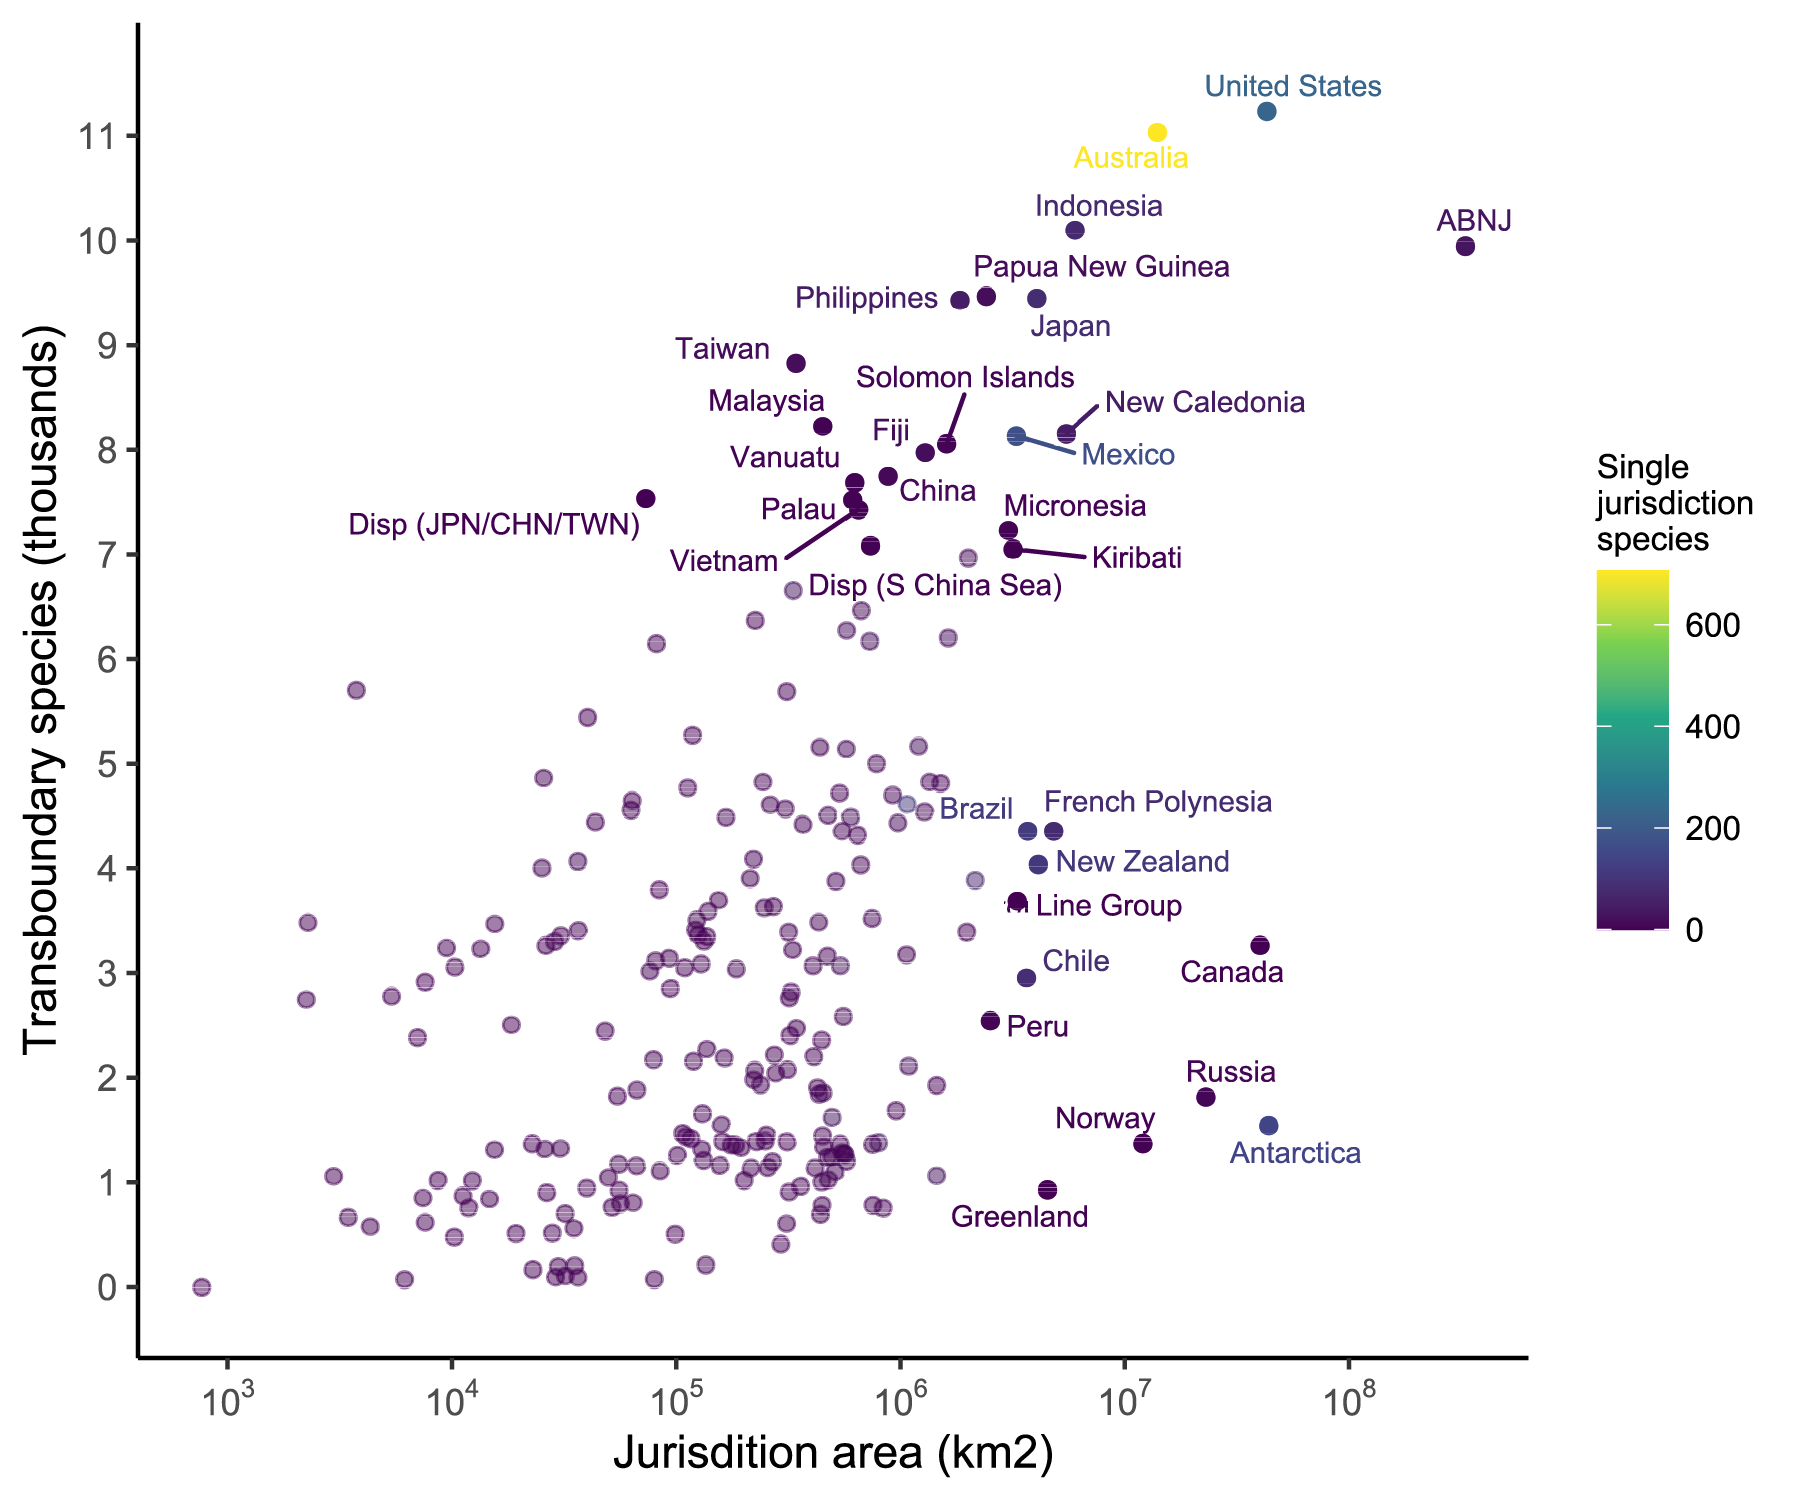 United States
11
Australia
Indonesia
ABNJ
10
Papua New Guinea
Philippines
Japan
9
Taiwan
Solomon Islands
Malaysia
New Caledonia
Fiji
8
Vanuatu
Mexico
China
Palau
Micronesia
Disp (JPN/CHN/TWN)
7
Vietnam
Kiribati
Disp (S China Sea)
6
5
Brazil
French Polynesia
4
New Zealand
Line Group
3
Chile
Canada
Peru
2
Russia
Norway
Antarctica
1
Greenland
0
Transboundary species (thousands)
10³
10⁴
10⁵
10⁶
10⁷
10⁸
Jurisdition area (km2)
Single
jurisdiction
species
600
400
200
0